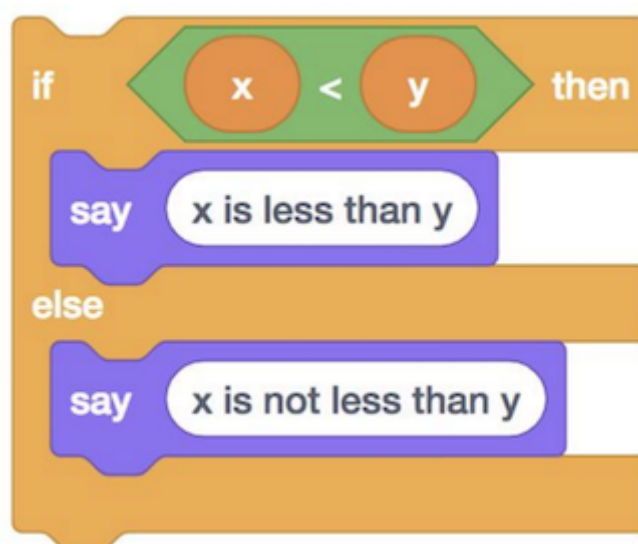 if x < y then
say x is less than y
else
say x is not less than y